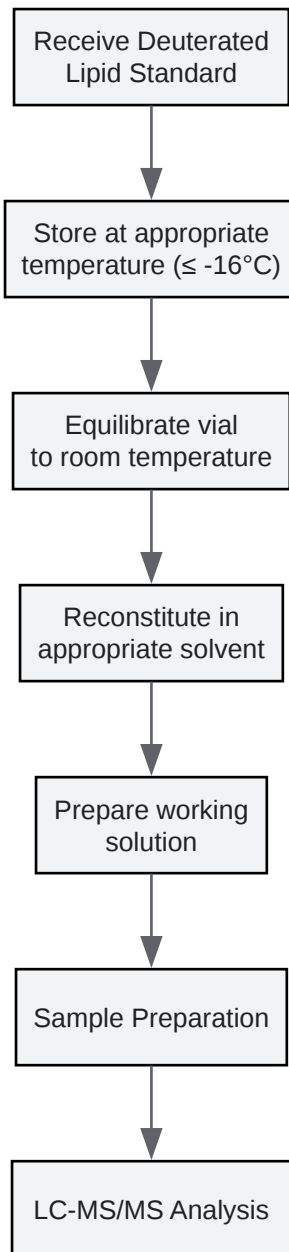 Receive Deuterated
Lipid Standard
Store at appropriate
temperature (≤ -16°C)
Equilibrate vial
to room temperature
Reconstitute in
appropriate solvent
Prepare working
solution
Sample Preparation
LC-MS/MS Analysis